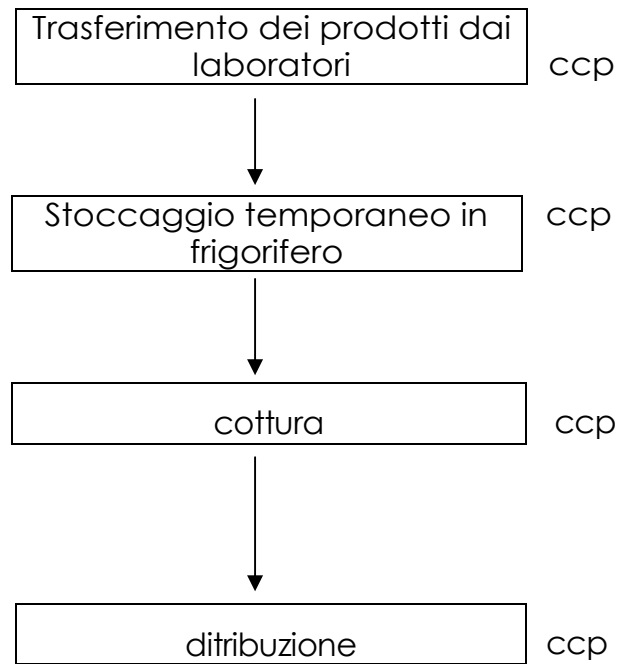 Trasferimento dei prodotti dai
laboratori
ccp
Stoccaggio temporaneo in
frigorifero
ccp
cottura
ccp
ditribuzione
ccp